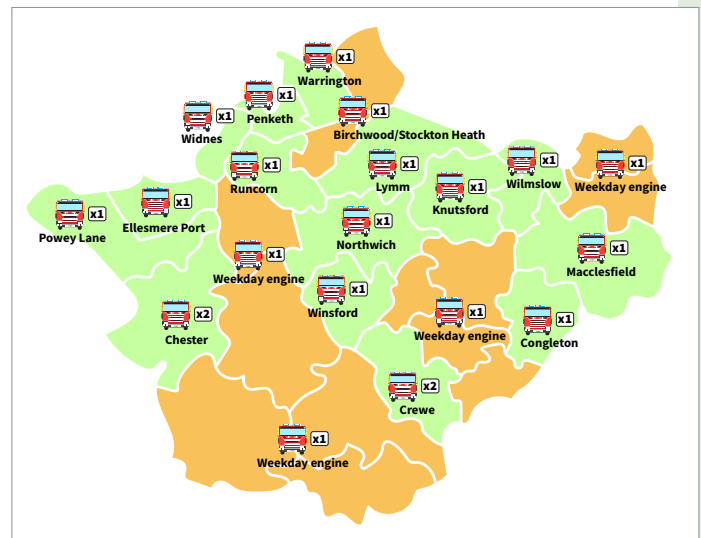 x1
Warrington
x1
Penketh
x1
Birchwood/Stockton Heath
x1
Widnes
x1
Runcorn
x1
Lymm
x1
Wilmslow
x1
Weekday engine
x1
Knutsford
x1
Ellesmere Port
x1
Powey Lane
x1
Northwich
x1
Macclesfield
x1
Weekday engine
x1
Winsford
x2
Chester
x1
Weekday engine
x1
Congleton
x2
Crewe
x1
Weekday engine